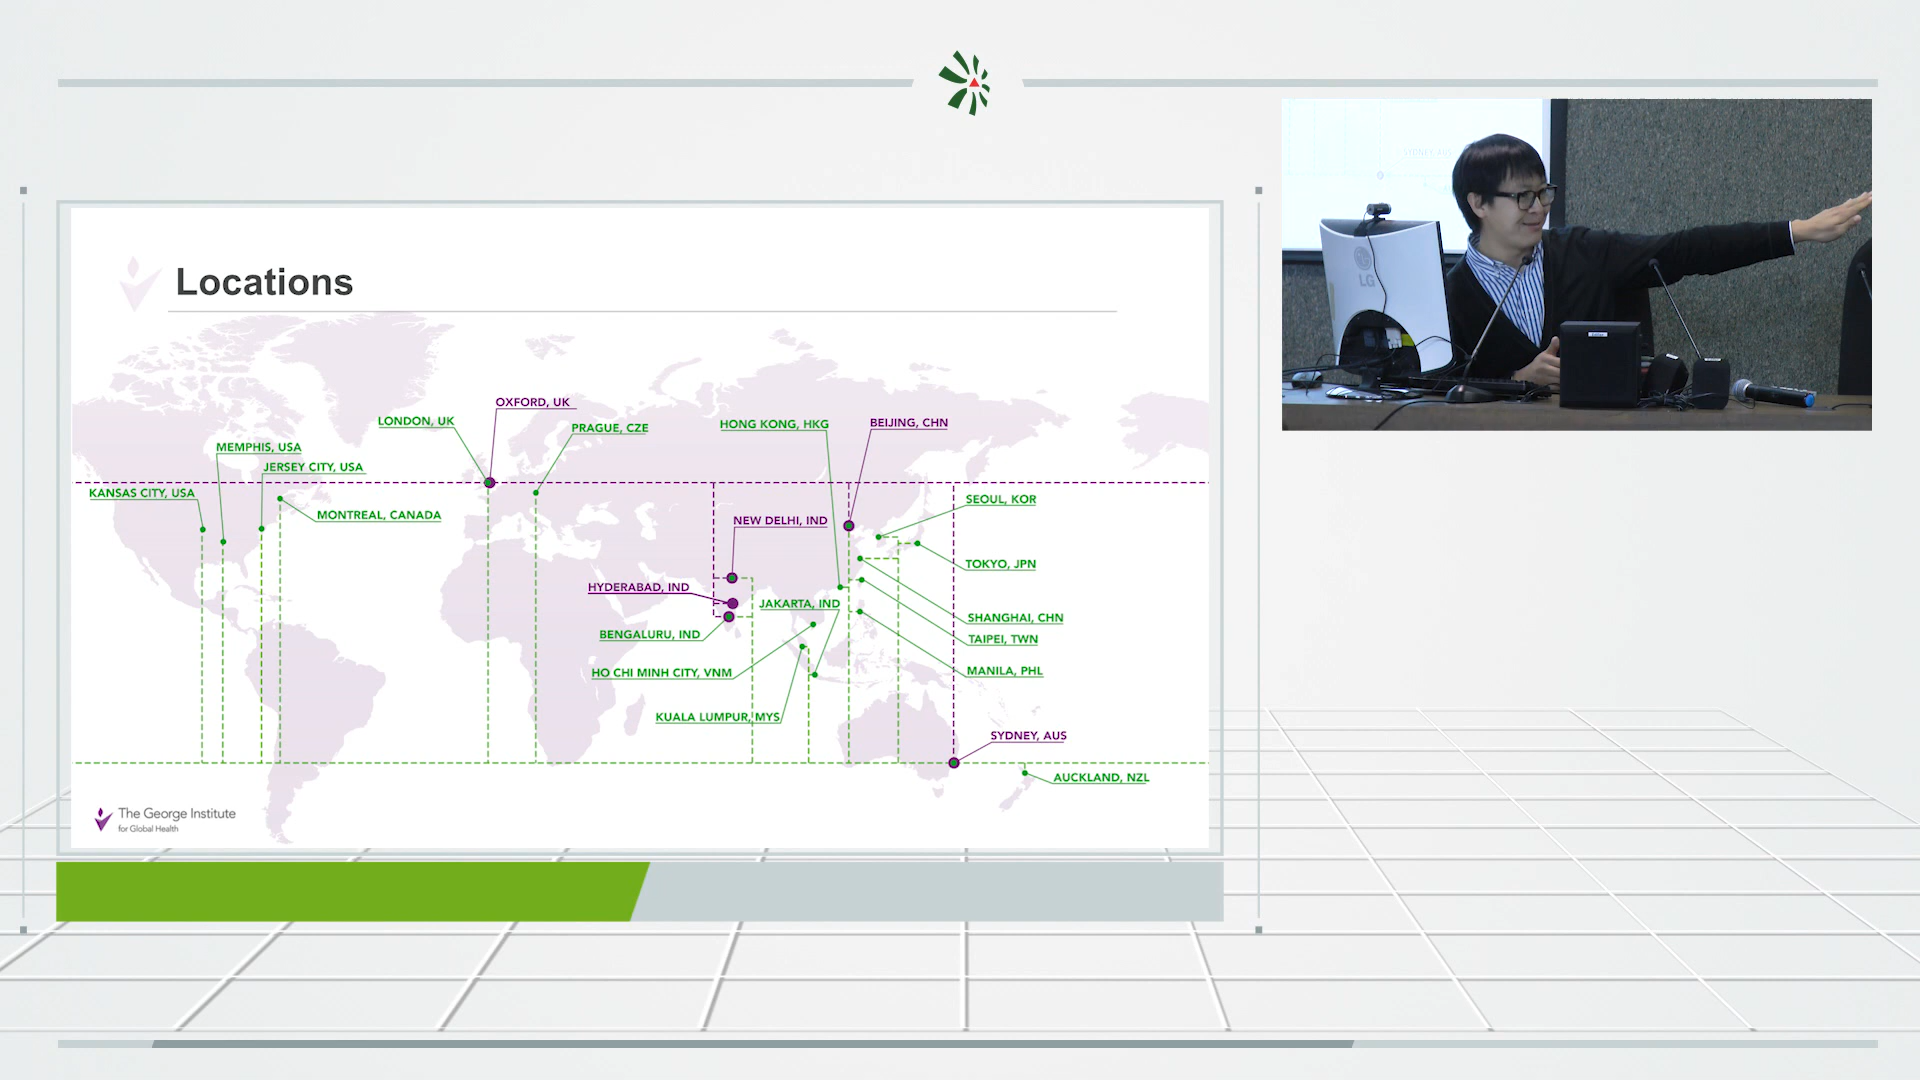 Locations
OXFORD, UK
LONDON, UK
PRAGUE, CZE
HONG KONG, HKG
BEIJING, CHN
MEMPHIS, USA
JERSEY CITY, USA
KANSAS CITY, USA
MONTREAL, CANADA
SEOUL, KOR
NEW DELHI, IND
TOKYO, JPN
HYDERABAD, IND
JAKARTA, IND
SHANGHAI, CHN
BENGALURU, IND
TAIPEI, TWN
HO CHI MINH CITY, VNM
MANILA, PHL
KUALA LUMPUR, MYS
SYDNEY, AUS
AUCKLAND, NZL
The George Institute
for Global Health
LG
SYDNEY, AUS